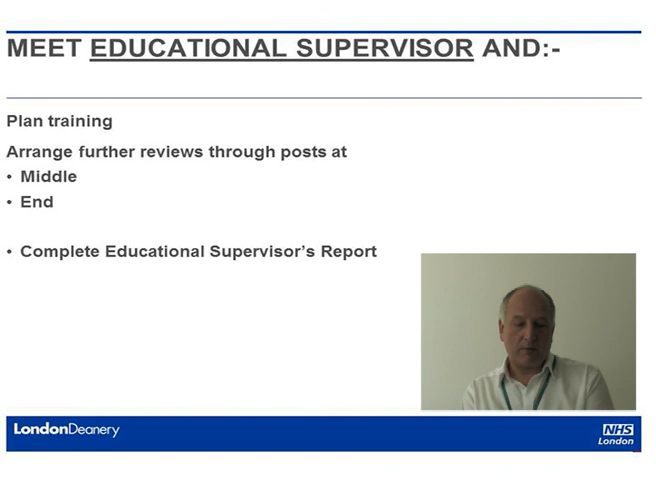 MEET EDUCATIONAL SUPERVISOR AND:-
Plan training
Arrange further reviews through posts at
• Middle
• End
• Complete Educational Supervisor’s Report
LondonDeanery
NHS
London